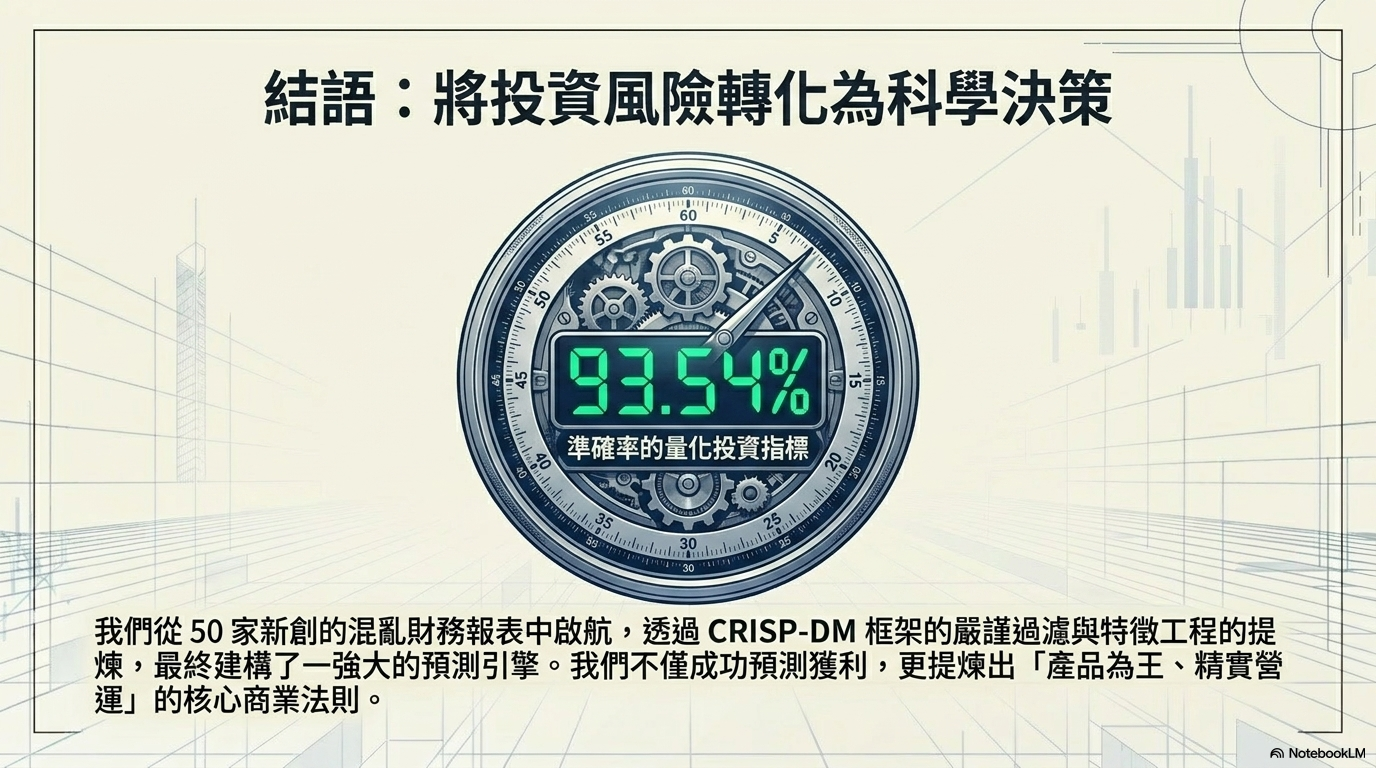 結語：將投資風險轉化為科學決策
60
60
55
5
50
10
45
15
40
20
35
25
30
30
93.54%
準確率的量化投資指標
我們從 50 家新創的混亂財務報表中啟航，透過 CRISP-DM 框架的嚴謹過濾與特徵工程的提
煉，最終建構了一強大的預測引擎。我們不僅成功預測獲利，更提煉出「產品為王、精實營
運」的核心商業法則。
NotebookLM